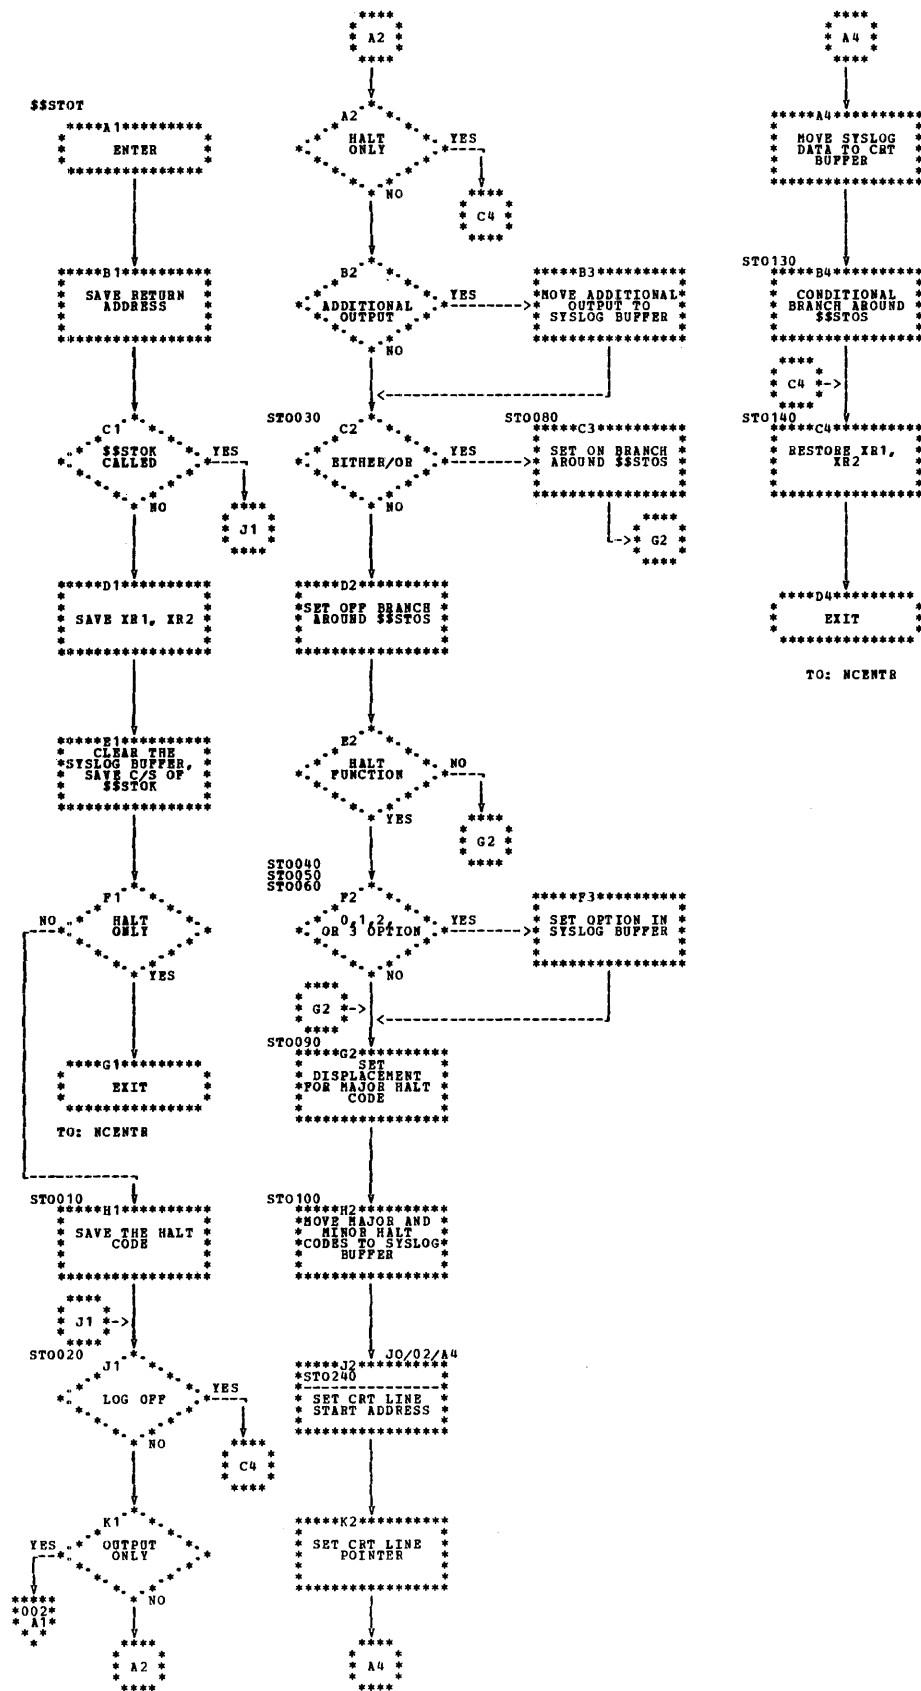 $$STOT
A1
ENTER
B1
SAVE RETURN
ADDRESS
C1
$$STOK
CALLED
YES
NO
J1
D1
SAVE XR1, XR2
E1
CLEAR THE
SYSLOG BUFFER,
SAVE C/S OF
$$STOK
F1
HALT
ONLY
NO
YES
G1
EXIT
TO: NCENTR
STO010
H1
SAVE THE HALT
CODE
J1
STO020
J1
LOG OFF
YES
NO
C4
K1
OUTPUT
ONLY
YES
NO
002
A1
A2
A2
A2
HALT
ONLY
YES
NO
C4
B2
ADDITIONAL
OUTPUT
YES
NO
B3
MOVE ADDITIONAL
OUTPUT TO
SYSLOG BUFFER
STO030
C2
EITHER/OR
YES
NO
STO080
C3
SET ON BRANCH
AROUND $$STOS
G2
D2
SET OFF BRANCH
AROUND $$STOS
E2
HALT
FUNCTION
NO
YES
G2
STO040
STO050
STO060
F2
0,1,2,
OR 3 OPTION
YES
NO
F3
SET OPTION IN
SYSLOG BUFFER
G2
STO090
G2
SET
DISPLACEMENT
FOR MAJOR HALT
CODE
STO100
H2
MOVE MAJOR AND
MINOR HALT
CODES TO SYSLOG
BUFFER
J0/02/A4
J2
STO240
SET CRT LINE
START ADDRESS
K2
SET CRT LINE
POINTER
A4
A4
A4
MOVE SYSLOG
DATA TO CRT
BUFFER
STO130
B4
CONDITIONAL
BRANCH AROUND
$$STOS
C4
STO140
C4
RESTORE XR1,
XR2
D4
EXIT
TO: NCENTR